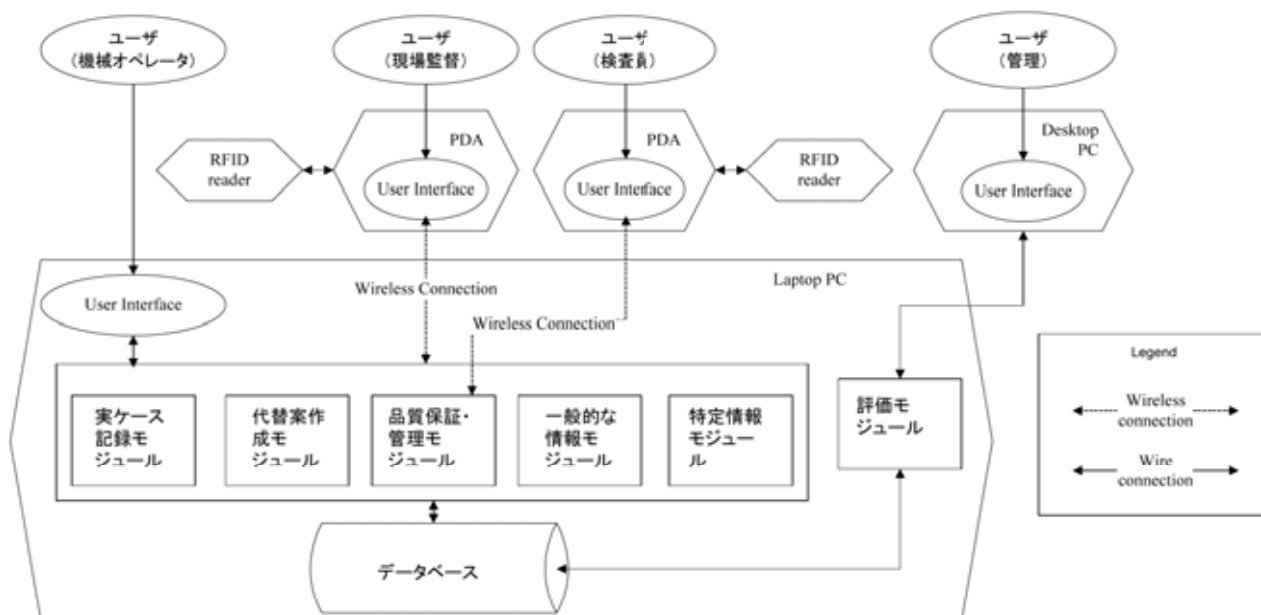 ユーザ
(機械オペレータ)
ユーザ
(現場監督)
ユーザ
(検査員)
ユーザ
(管理)
RFID
reader
PDA
User Interface
PDA
User Interface
RFID
reader
Desktop
PC
User Interface
Laptop PC
User Interface
Wireless Connection
Wireless Connection
実ケース
記録モ
ジュール
代替案作
成モ
ジュール
品質保証・
管理モ
ジュール
一般的な
情報モ
ジュール
特定情報
モジュー
ル
評価モ
ジュール
データベース
Legend
Wireless
connection
Wire
connection